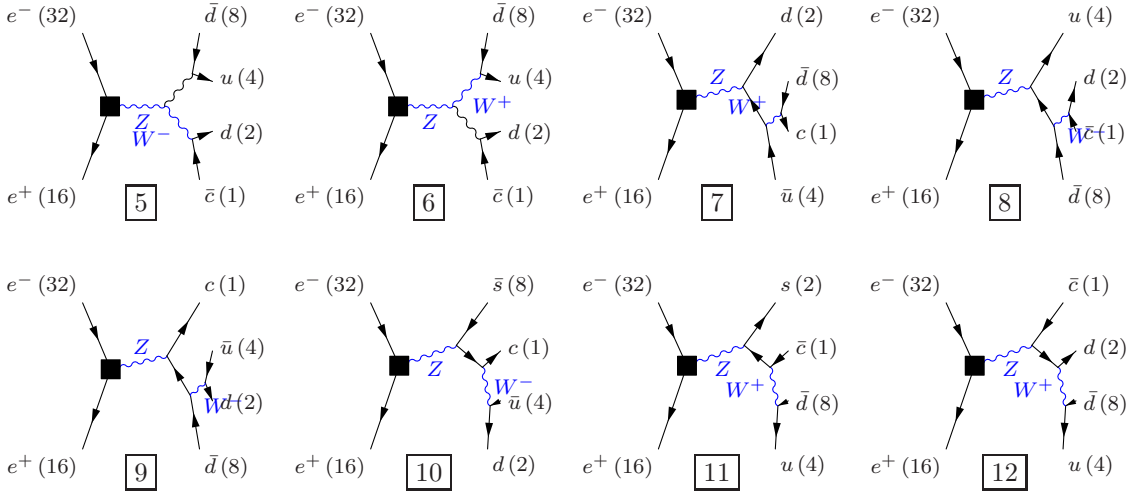 e⁻ (32) d̄ (8) e⁻ (32) d̄ (8) e⁻ (32) d (2) e⁻ (32) u (4)
u (4) u (4) d̄ (8) d (2)
Z W⁻ Z W⁺ Z W⁺ Z W⁻
d (2) d (2) c (1) c̄ (1)
e⁺ (16) c̄ (1) e⁺ (16) c̄ (1) e⁺ (16) ū (4) e⁺ (16) d̄ (8)
5 6 7 8
e⁻ (32) c (1) e⁻ (32) s̄ (8) e⁻ (32) s (2) e⁻ (32) c̄ (1)
ū (4) c (1) c̄ (1) d (2)
Z W⁻ Z W⁻ Z W⁺ Z W⁺
d (2) ū (4) d̄ (8) d̄ (8)
e⁺ (16) d̄ (8) e⁺ (16) d (2) e⁺ (16) u (4) e⁺ (16) u (4)
9 10 11 12